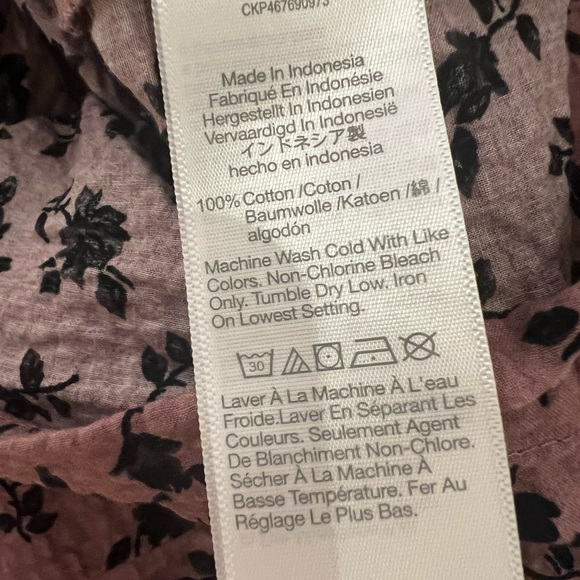 CKP467690973
Made In Indonesia
Fabriqué En Indonésie
Hergestellt In Indonesien
Vervaardigd In Indonesië
インドネシア製
hecho en Indonesia
100% Cotton /Coton /
Baumwolle /Katoen /綿 /
algodón
Machine Wash Cold With Like
Colors. Non-Chlorine Bleach
Only. Tumble Dry Low. Iron
On Lowest Setting.
30
Laver À La Machine À L'eau
Froide.Laver En Séparant Les
Couleurs. Seulement Agent
De Blanchiment Non-Chlore.
Sécher À La Machine À
Basse Température. Fer Au
Réglage Le Plus Bas.